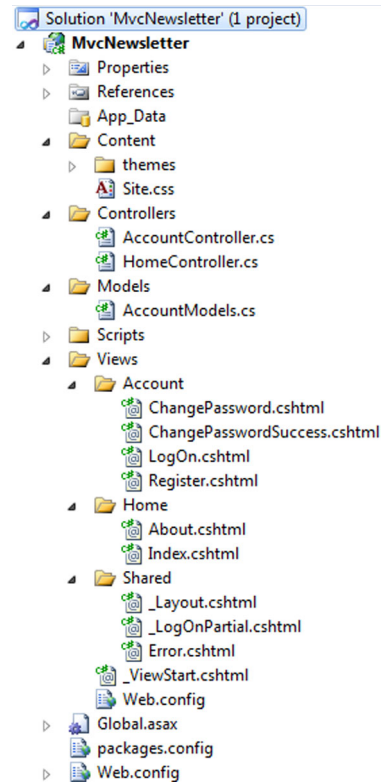 Solution 'MvcNewsletter' (1 project)
MvcNewsletter
Properties
References
App_Data
Content
themes
Site.css
Controllers
AccountController.cs
HomeController.cs
Models
AccountModels.cs
Scripts
Views
Account
ChangePassword.cshtml
ChangePasswordSuccess.cshtml
LogOn.cshtml
Register.cshtml
Home
About.cshtml
Index.cshtml
Shared
_Layout.cshtml
_LogOnPartial.cshtml
Error.cshtml
_ViewStart.cshtml
Web.config
Global.asax
packages.config
Web.config